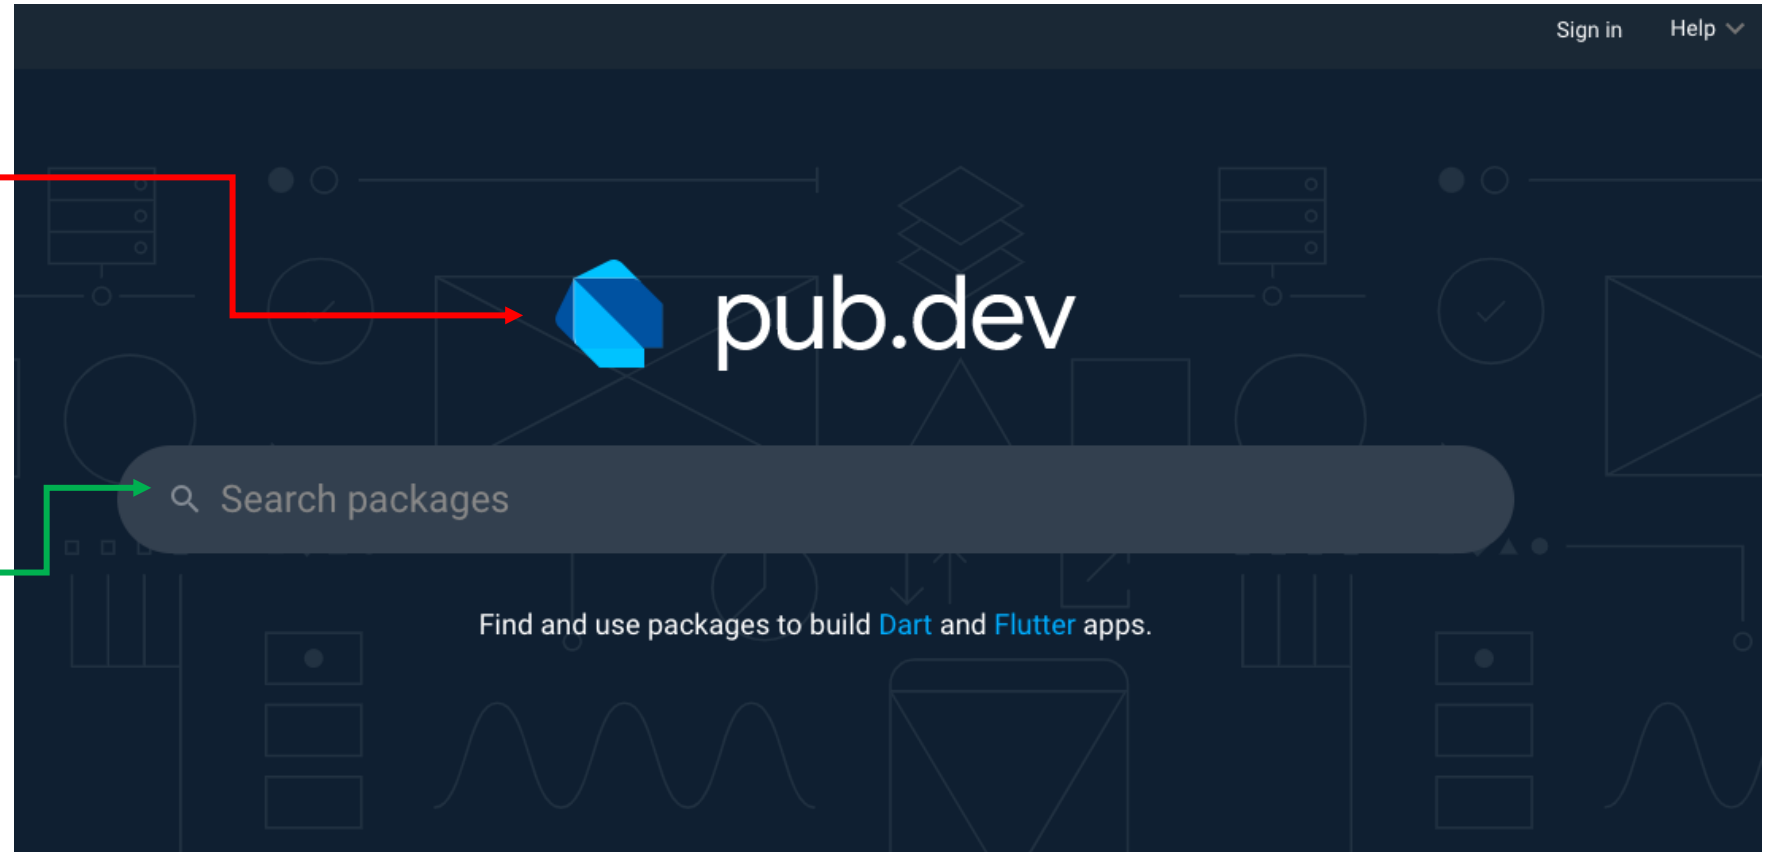 Sign in Help
pub.dev
Search packages
Find and use packages to build Dart and Flutter apps.